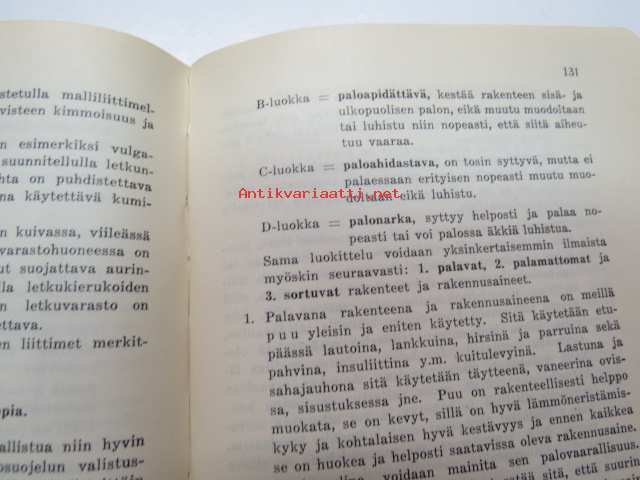 stetulla malliliittimel-
visteen kimmoisuus ja
n esimerkiksi vulga-
suunnitellulla letkun-
hta on puhdistettava
na käytettävä kumi-
n kuivassa, viileässä
varastohuoneessa on
ut suojattava aurin-
lla letkukierukoiden
n letkuvarasto on
ettava.
en liittimet merkit-
pia.
allistua niin hyvin
osuojelun valistus-
131
B-luokka = paloapidättävä, kestää rakenteen sisä- ja
ulkopuolisen palon, eikä muutu muodoltaan
tai luhistu niin nopeasti, että siitä aiheu-
tuu vaaraa.
C-luokka = paloahidastava, on tosin syttyvä, mutta ei
palaessaan erityisen nopeasti muutu muo-
doltaan eikä luhistu.
Antikvariaatti.net
D-luokka = palonarka, syttyy helposti ja palaa no-
peasti tai voi palossa äkkiä luhistua.
Sama luokittelu voidaan yksinkertaisemmin ilmaista
myöskin seuraavasti: 1. palavat, 2. palamattomat ja
3. sortuvat rakenteet ja rakennusaineet.
1. Palavana rakenteena ja rakennusaineena on meillä
puu yleisin ja eniten käytetty. Sitä käytetään etu-
päässä lautoina, lankkuina, hirsinä ja parruina sekä
pahvina, insuliittina y.m. kuitulevyinä. Lastuna ja
sahajauhona sitä käytetään täytteenä, vaneerina ovis-
sa, sisustuksessa jne. Puu on rakenteellisesti helppo
muokata, se on kevyt, sillä on hyvä lämmöneristämis-
kyky ja kohtalaisen hyvä kestävyys ja ennen kaikkea
se on huokea ja helposti saatavissa oleva rakennusaine.
voidaan mainita sen palovaarallisuus.
sitä, että suurin